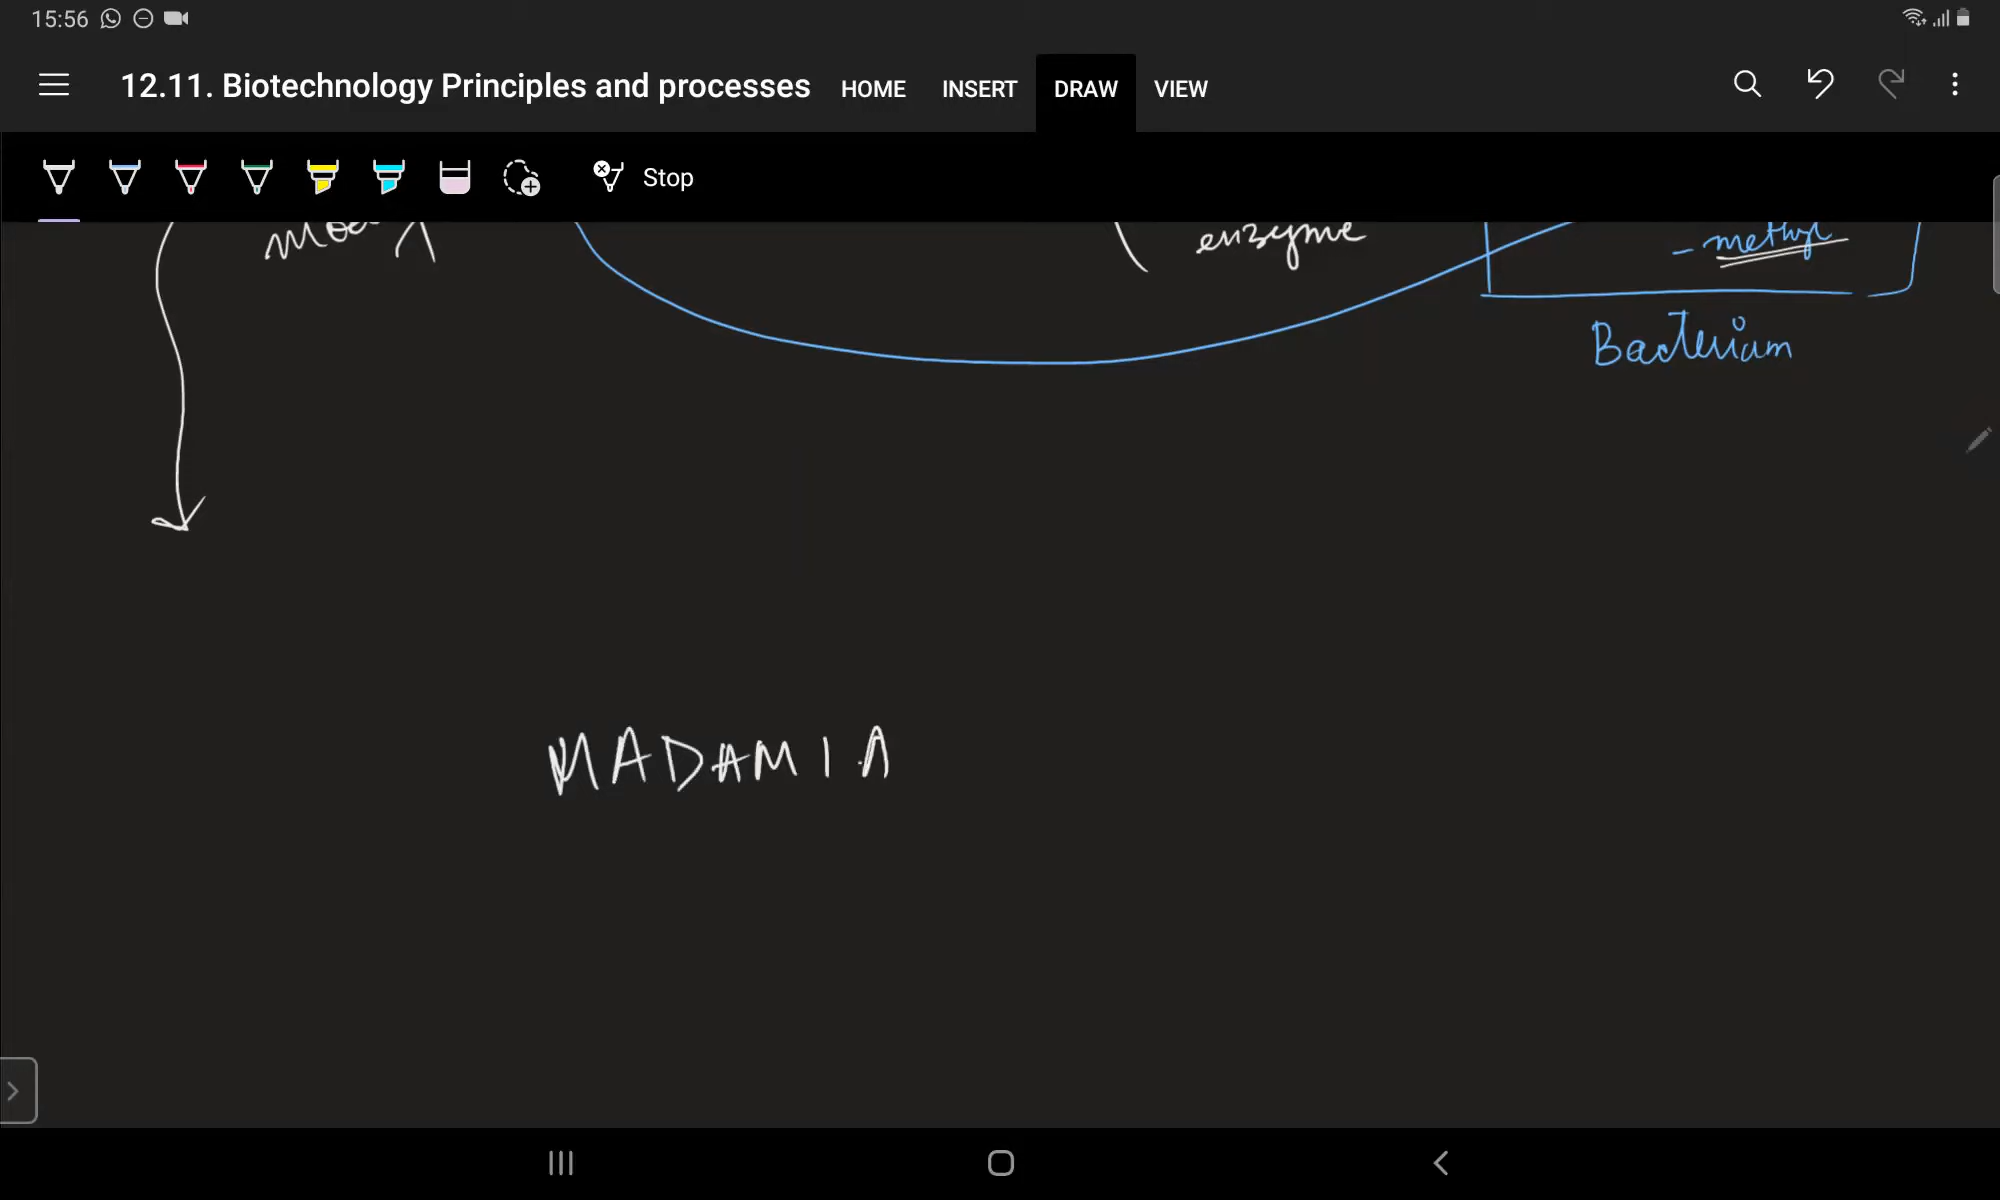 15:56
12.11. Biotechnology Principles and processes HOME INSERT DRAW VIEW
Stop
enzyme
- methyl
Bacterium
MADAMIA